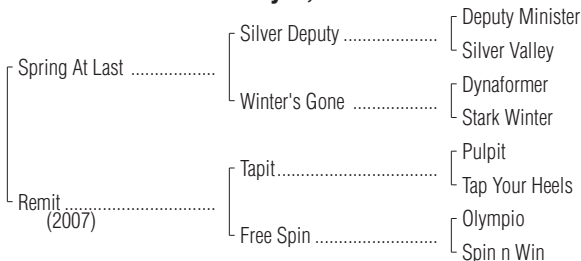 Deputy Minister
Silver Deputy ..................
Silver Valley
Spring At Last ................
Dynaformer
Winter's Gone ................
Stark Winter
Pulpit
Tapit..............................
Tap Your Heels
Remit ..............................
(2007)
Olympio
Free Spin .......................
Spin n Win